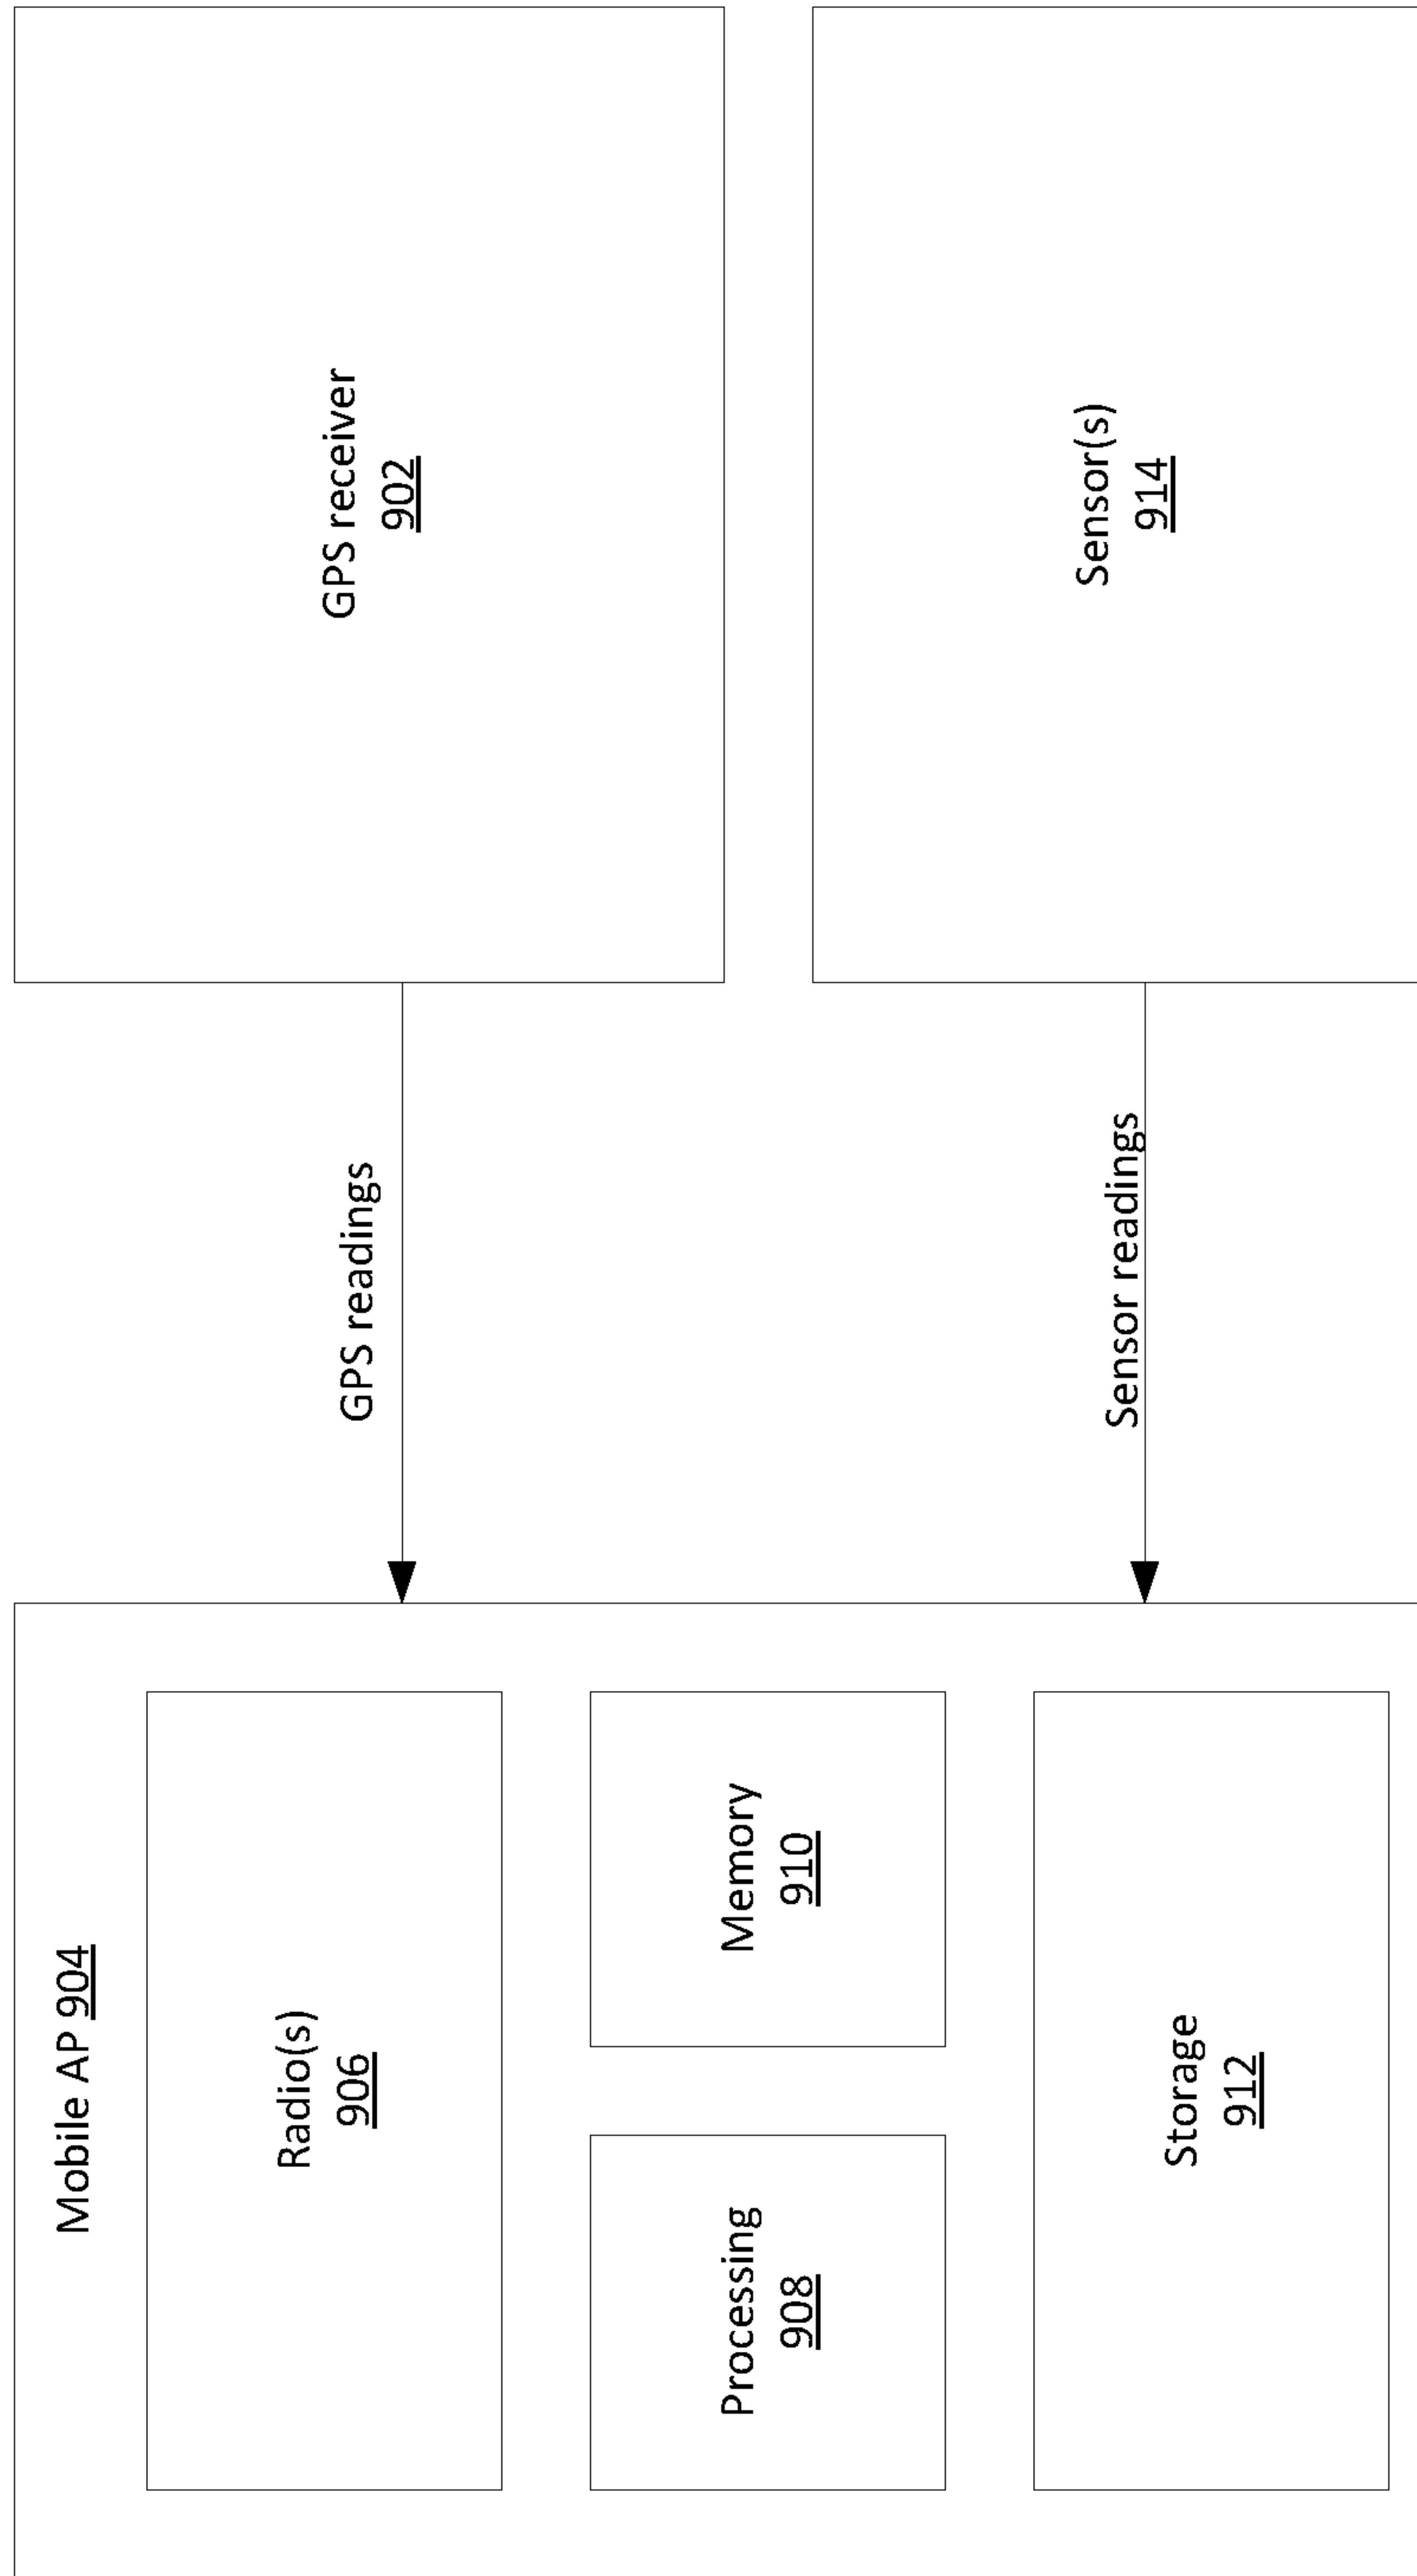 Mobile AP 904
Radio(s)
906
Processing
908
Memory
910
Storage
912
GPS readings
Sensor readings
GPS receiver
902
Sensor(s)
914